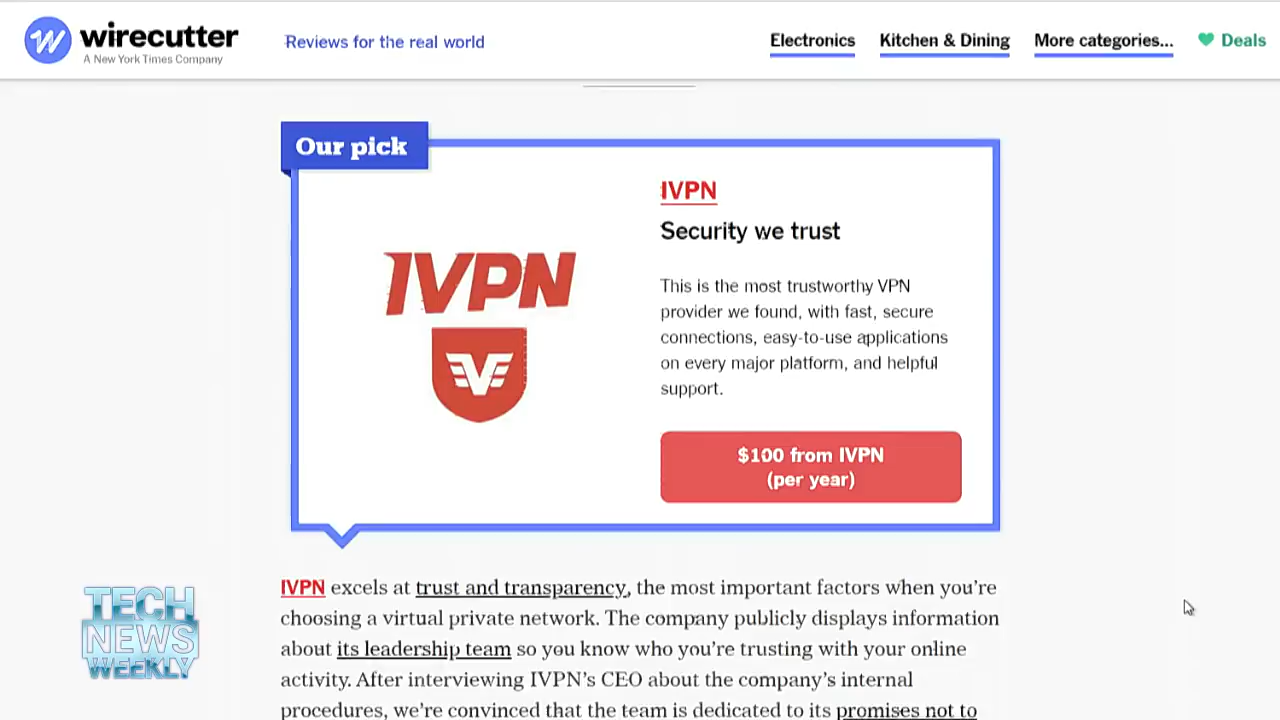 wirecutter
A New York Times Company
Reviews for the real world
Electronics
Kitchen & Dining
More categories...
Deals
Our pick
IVPN
Security we trust
IVPN
This is the most trustworthy VPN
provider we found, with fast, secure
connections, easy-to-use applications
on every major platform, and helpful
support.
$100 from IVPN
(per year)
IVPN excels at trust and transparency, the most important factors when you’re
choosing a virtual private network. The company publicly displays information
about its leadership team so you know who you’re trusting with your online
activity. After interviewing IVPN’s CEO about the company’s internal
procedures, we’re convinced that the team is dedicated to its promises not to
TECH
NEWS
WEEKLY